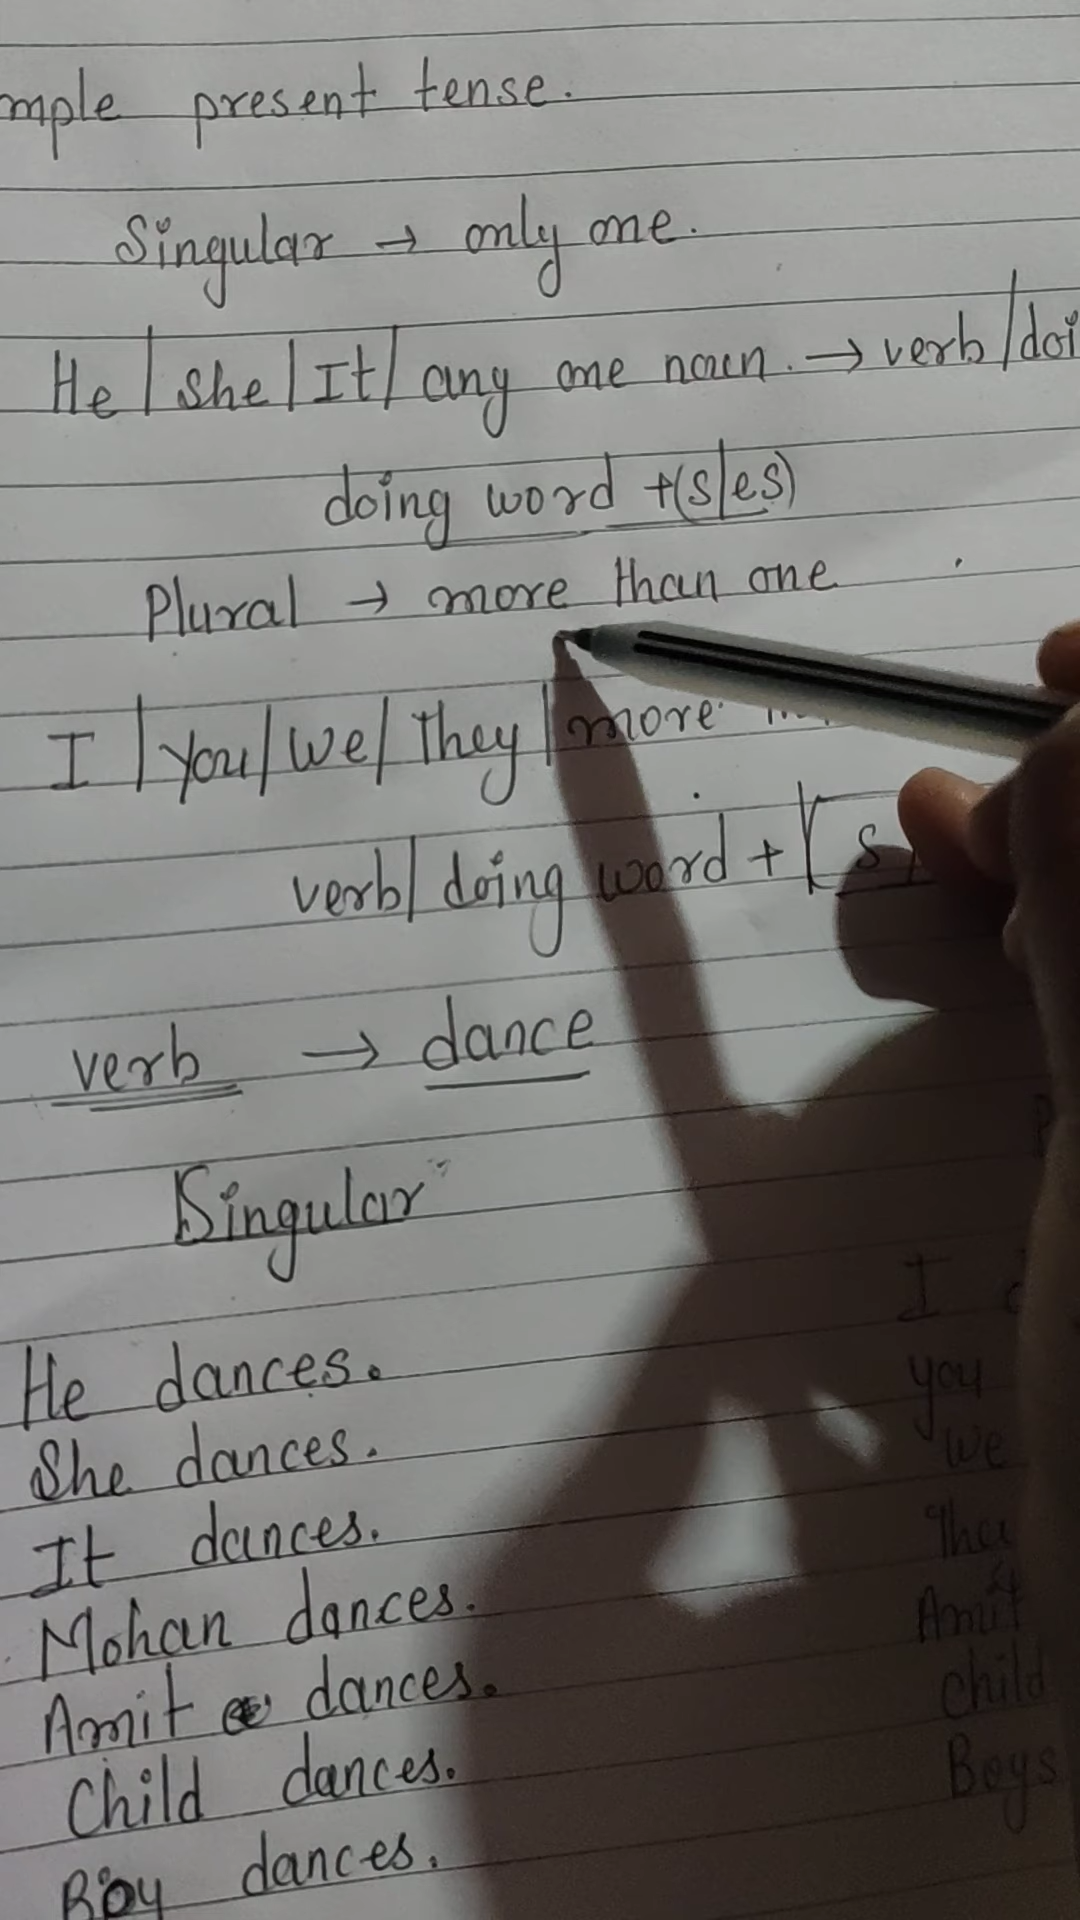 mple present tense.
Singular → only one.
He / she / It / any one noun. → verb / doi
doing word + (s/es)
Plural → more than one
I / you / we / they / more
verb / doing word + ( s
verb → dance
Singular
He dances.
I
She dances.
you
we
It dances.
The
Mohan dances.
Amit
Amit dances.
child
Child dances.
Boys
Boy dances.